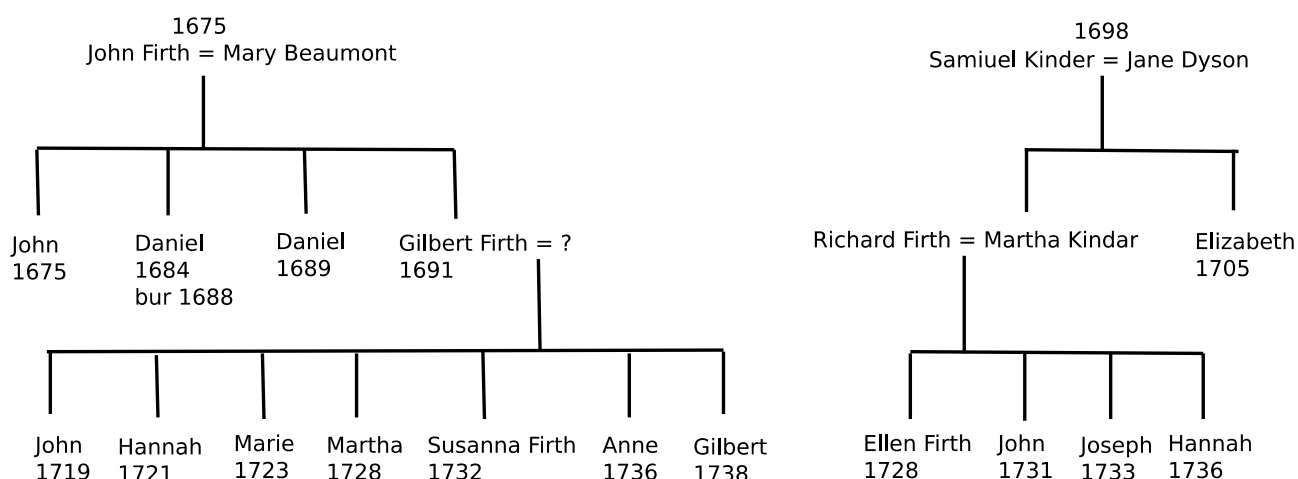 1675
John Firth = Mary Beaumont
1698
Samiuel Kinder = Jane Dyson
John
1675
Daniel
1684
bur 1688
Daniel
1689
Gilbert Firth = ?
1691
Richard Firth = Martha Kindar
Elizabeth
1705
John
1719
Hannah
1721
Marie
1723
Martha
1728
Susanna Firth
1732
Anne
1736
Gilbert
1738
Ellen Firth
1728
John
1731
Joseph
1733
Hannah
1736